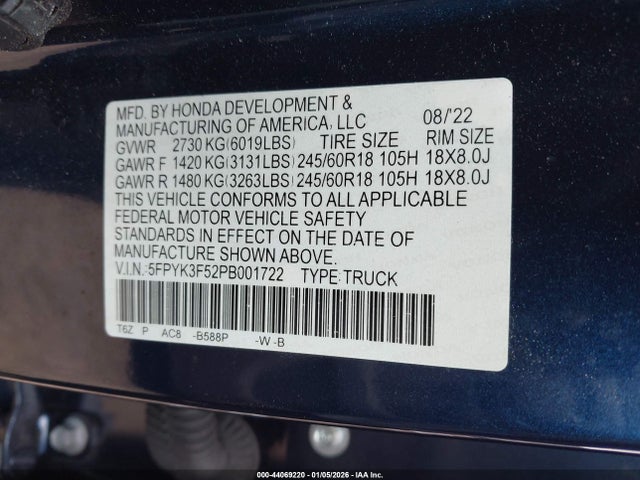 MFD. BY HONDA DEVELOPMENT &
MANUFACTURING OF AMERICA, LLC 08/'22
GVWR 2730 KG(6019LBS) TIRE SIZE RIM SIZE
GAWR F 1420 KG(3131LBS) 245/60R18 105H 18X8.0J
GAWR R 1480 KG(3263LBS) 245/60R18 105H 18X8.0J
THIS VEHICLE CONFORMS TO ALL APPLICABLE
FEDERAL MOTOR VEHICLE SAFETY
STANDARDS IN EFFECT ON THE DATE OF
MANUFACTURE SHOWN ABOVE.
V.I.N.:5FPYK3F52PB001722 TYPE:TRUCK
T6Z P AC8 -B588P -W -B
000-44069220 - 01/05/2026 - IAA Inc.